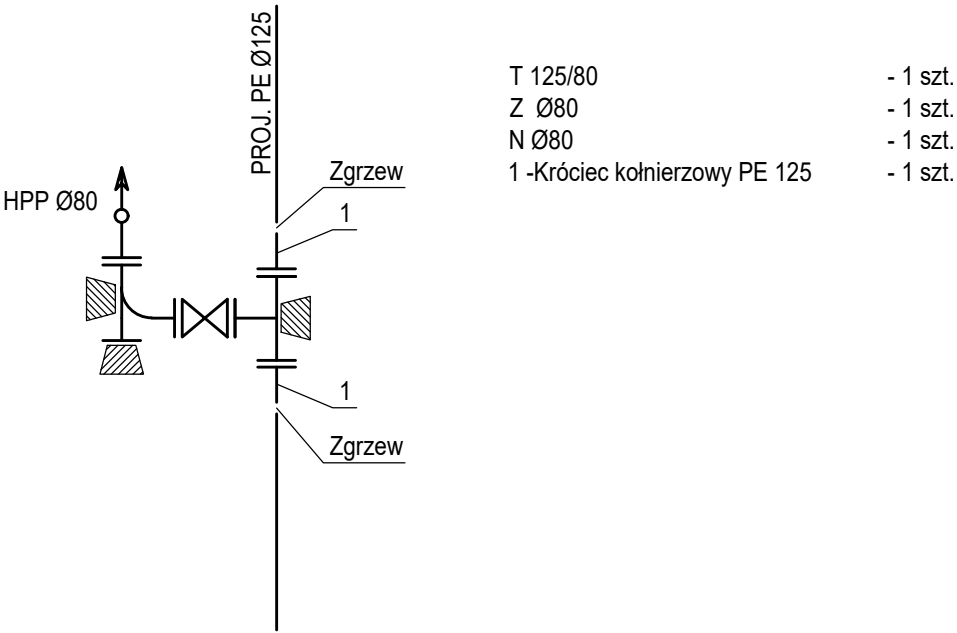 PROJ. PE Ø125
T 125/80 - 1 szt.
Z Ø80 - 1 szt.
N Ø80 - 1 szt.
1 -Króciec kołnierzowy PE 125 - 1 szt.
Zgrzew
HPP Ø80
1
1
Zgrzew